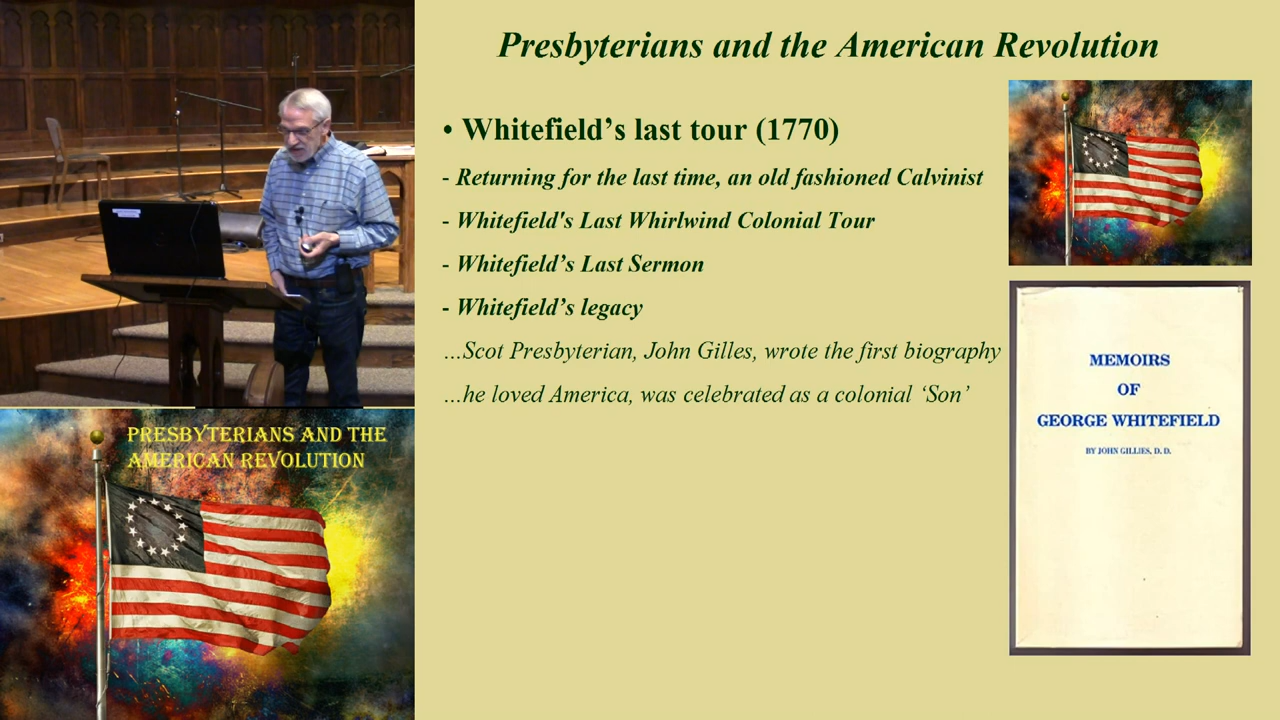 Presbyterians and the American Revolution
• Whitefield’s last tour (1770)
- Returning for the last time, an old fashioned Calvinist
- Whitefield's Last Whirlwind Colonial Tour
- Whitefield’s Last Sermon
- Whitefield’s legacy
...Scot Presbyterian, John Gilles, wrote the first biography
...he loved America, was celebrated as a colonial ‘Son’
MEMOIRS
OF
GEORGE WHITEFIELD
BY JOHN GILLIES, D. D.
PRESBYTERIANS AND THE
AMERICAN REVOLUTION